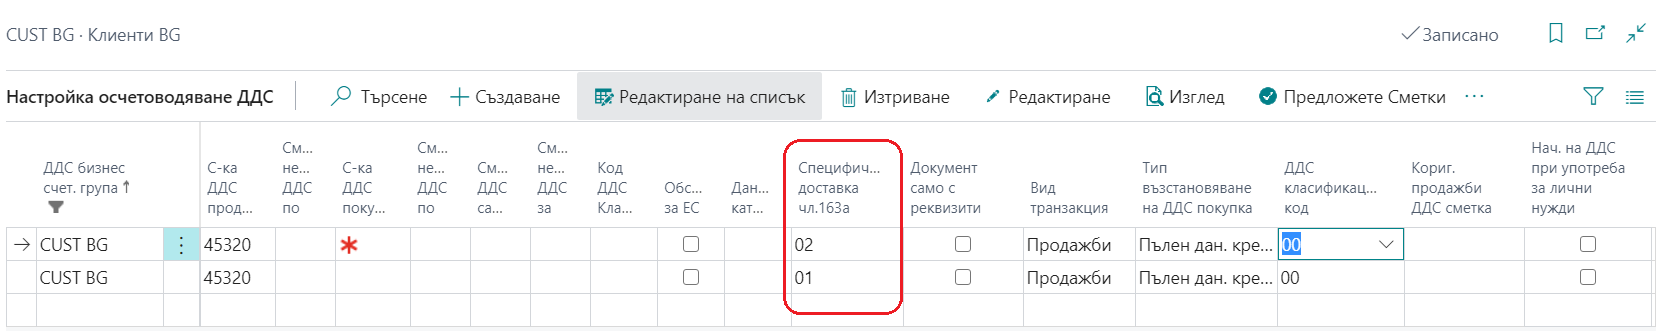 CUST BG · Клиенти BG
Записано
Настройка осчетоводяване ДДС
Търсене
Създаване
Редактиране на списък
Изтриване
Редактиране
Изглед
Предложете Сметки
...
ДДС бизнес
счет. група
С-ка
ДДС
прод...
См...
не...
ДДС
по
С-ка
ДДС
поку...
См...
не...
ДДС
по
См...
ДДС
са...
См...
не...
ДДС
за
Код
ДДС
Кла...
Обс...
за ЕС
Дан.
кат...
Специфич...
доставка
чл.163а
Документ
само с
реквизити
Вид
транзакция
Тип
възстановяване
на ДДС покупка
ДДС
класификац...
код
Кориг.
продажби
ДДС сметка
Нач. на ДДС
при употреба
за лични
нужди
CUST BG 45320 02 Продажби Пълен дан. кре... 00
CUST BG 45320 01 Продажби Пълен дан. кре... 00